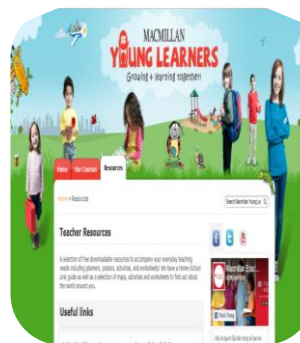 MACMILLAN
YOUNG LEARNERS
Growing & learning together!
Home
Our Courses
Resources
Home » Resources
Teacher Resources
A selection of free downloadable resources to accompany your everyday teaching
needs including planners, posters, activities, and worksheets. We have a Home-School
Link guide as well as a selection of maps, activities and worksheets to find out about
the world around you.
Useful links
Macmillan Educ...